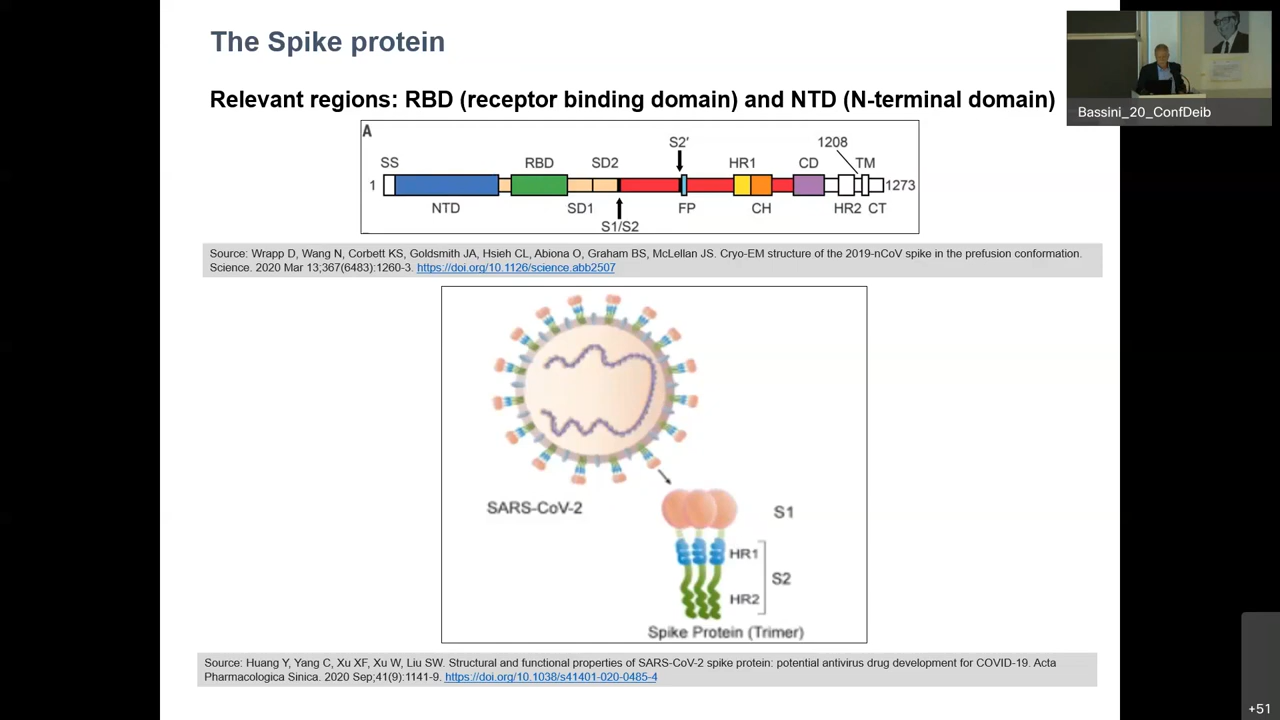 The Spike protein
Bassini_20_ConfDeib
Relevant regions: RBD (receptor binding domain) and NTD (N-terminal domain)
A
S2′ 1208
SS RBD SD2 HR1 CD TM
1 1273
NTD SD1 FP CH HR2 CT
S1/S2
Source: Wrapp D, Wang N, Corbett KS, Goldsmith JA, Hsieh CL, Abiona O, Graham BS, McLellan JS. Cryo-EM structure of the 2019-nCoV spike in the prefusion conformation.
Science. 2020 Mar 13;367(6483):1260-3. https://doi.org/10.1126/science.abb2507
SARS-CoV-2
S1
HR1
S2
HR2
Spike Protein (Trimer)
Source: Huang Y, Yang C, Xu XF, Xu W, Liu SW. Structural and functional properties of SARS-CoV-2 spike protein: potential antivirus drug development for COVID-19. Acta
Pharmacologica Sinica. 2020 Sep;41(9):1141-9. https://doi.org/10.1038/s41401-020-0485-4
+51